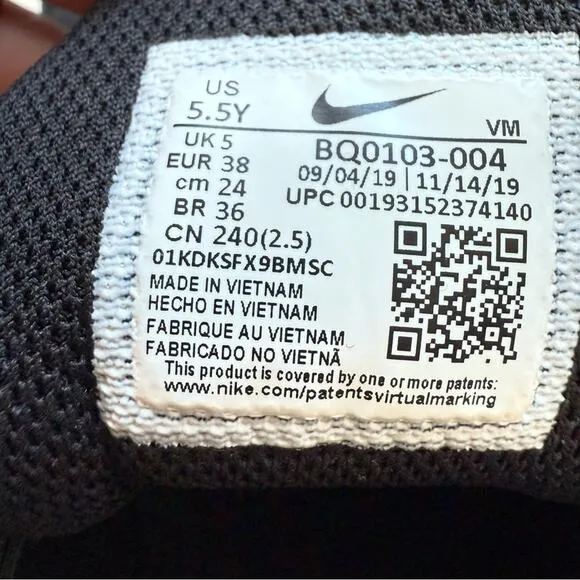 US
5.5Y
UK 5
EUR 38
cm 24
BR 36
CN 240(2.5)
VM
BQ0103-004
09/04/19 | 11/14/19
UPC 00193152374140
01KDKSFX9BMSC
MADE IN VIETNAM
HECHO EN VIETNAM
FABRIQUE AU VIETNAM
FABRICADO NO VIETNÃ
This product is covered by one or more patents:
www.nike.com/patentsvirtualmarking